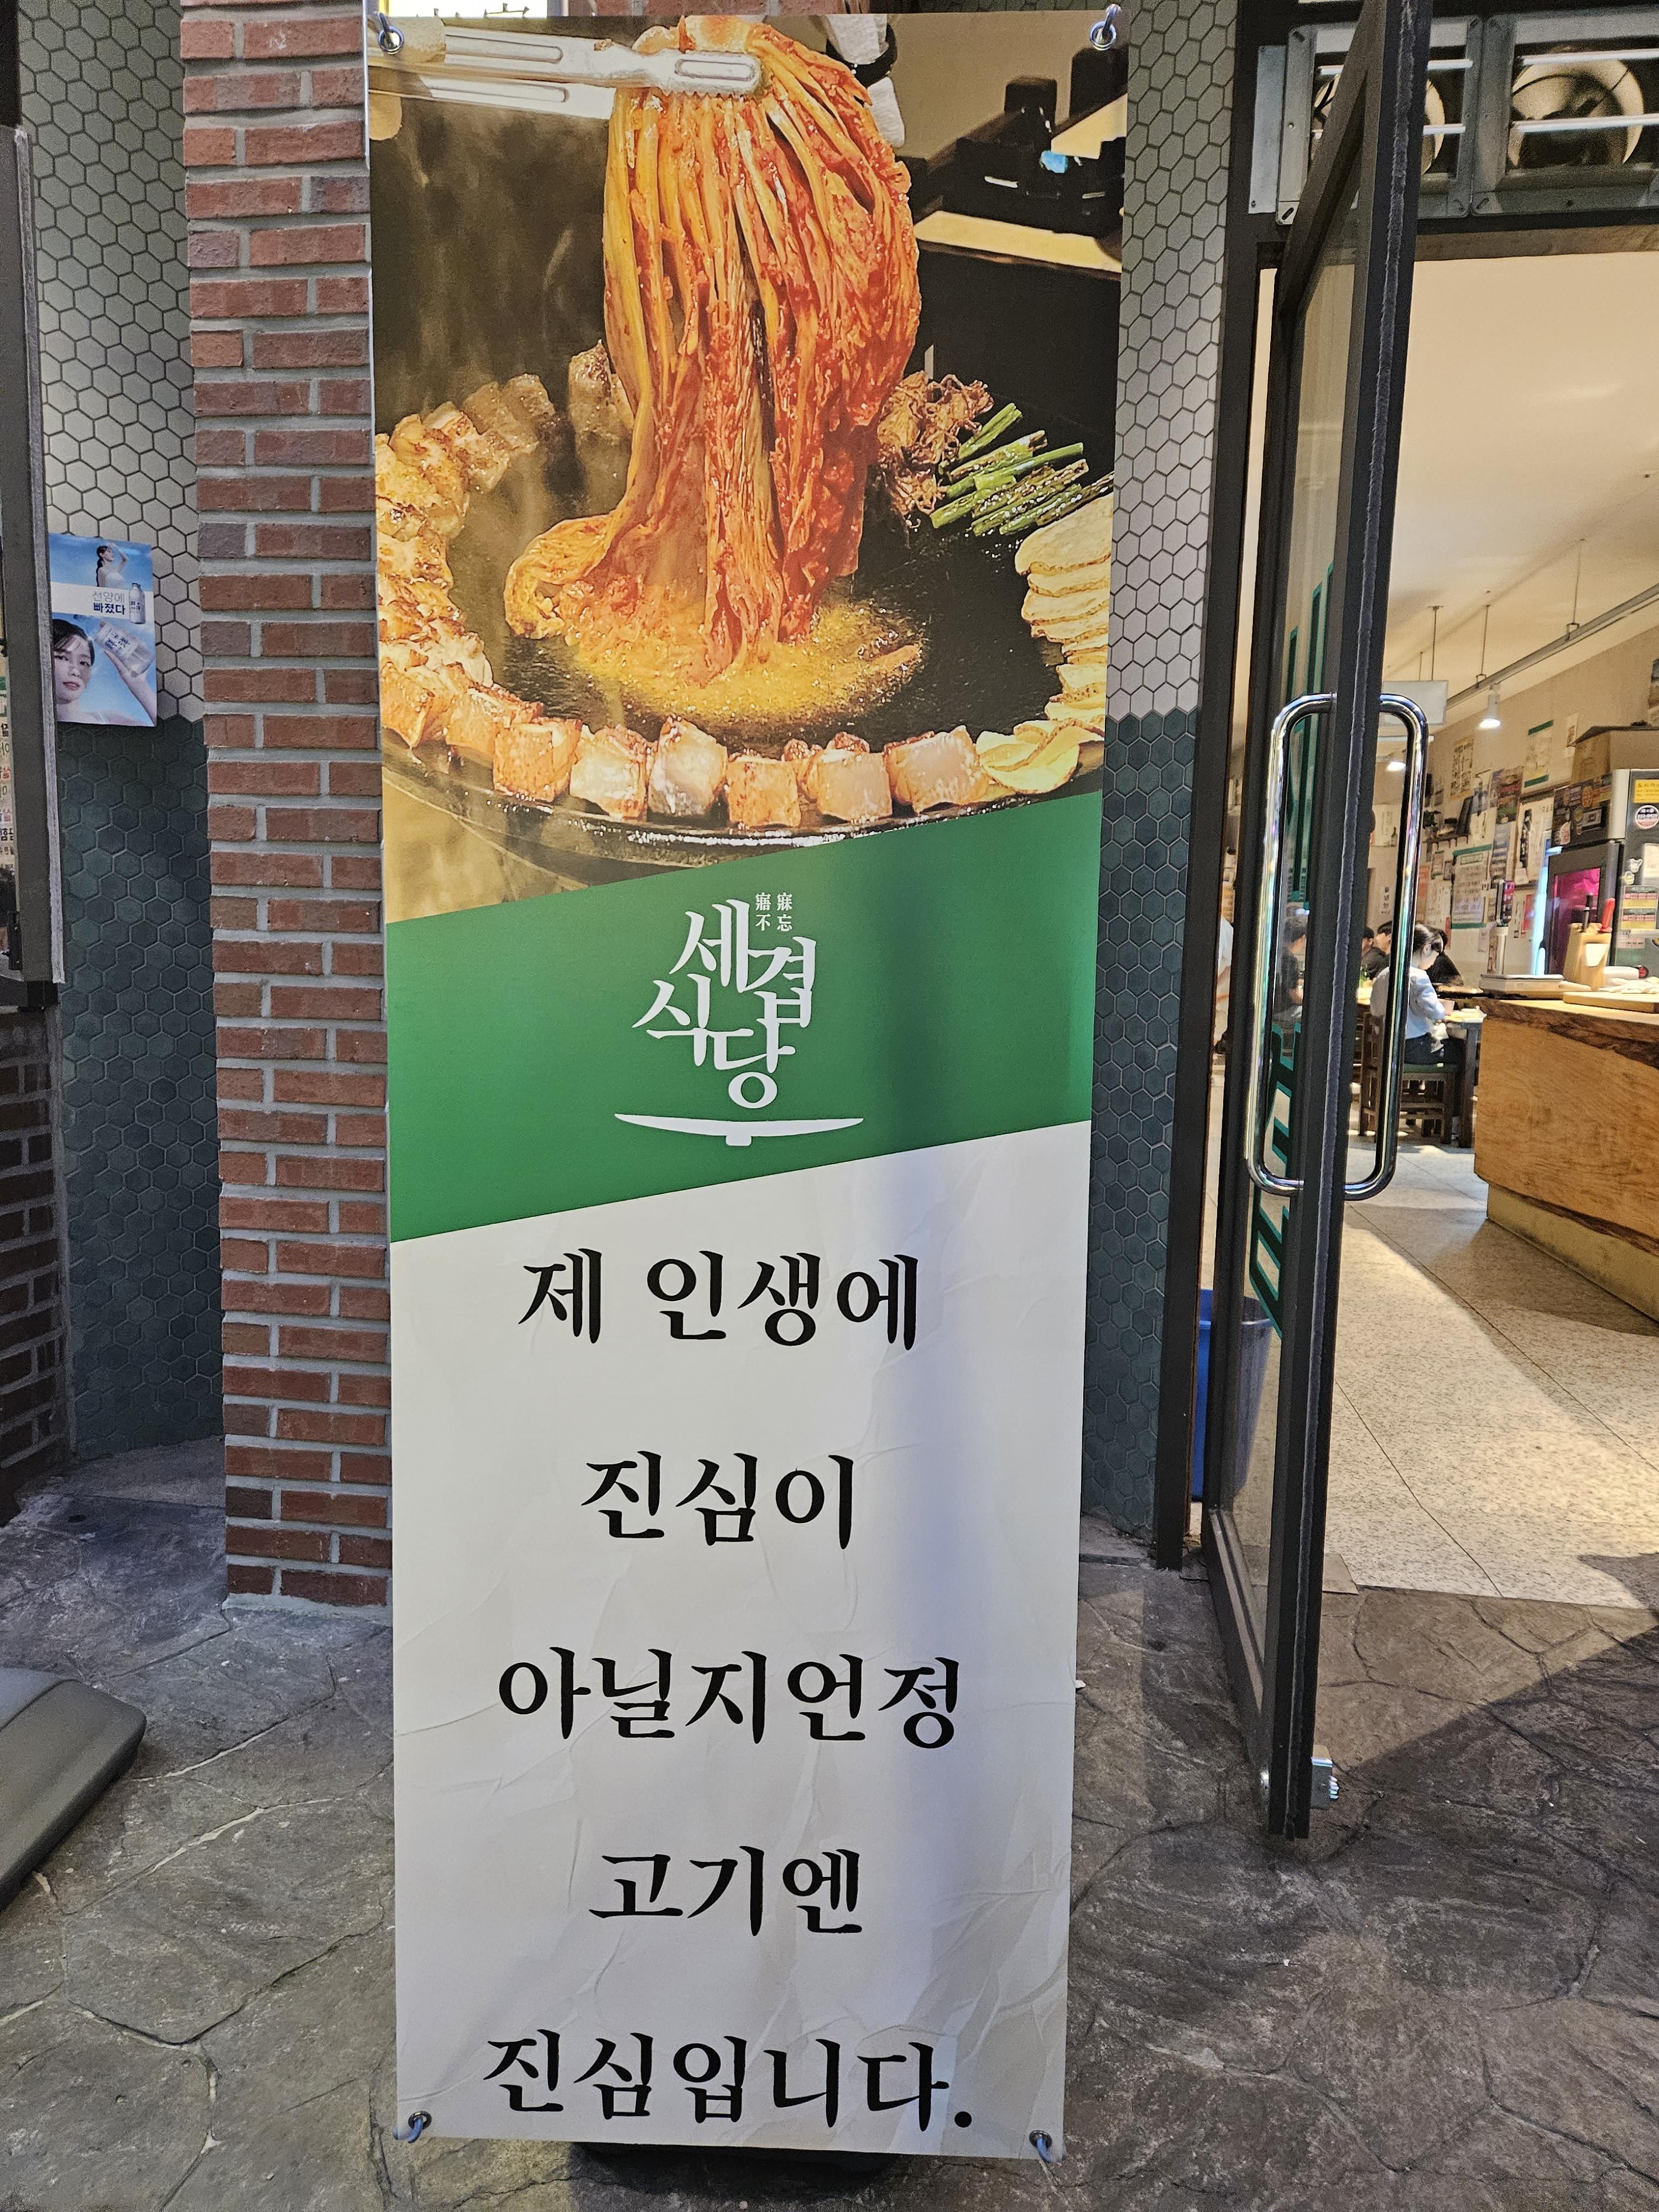 선양에
빠졌다
寤寐
不忘
세겹
식당
제 인생에
진심이
아닐지언정
고기엔
진심입니다.